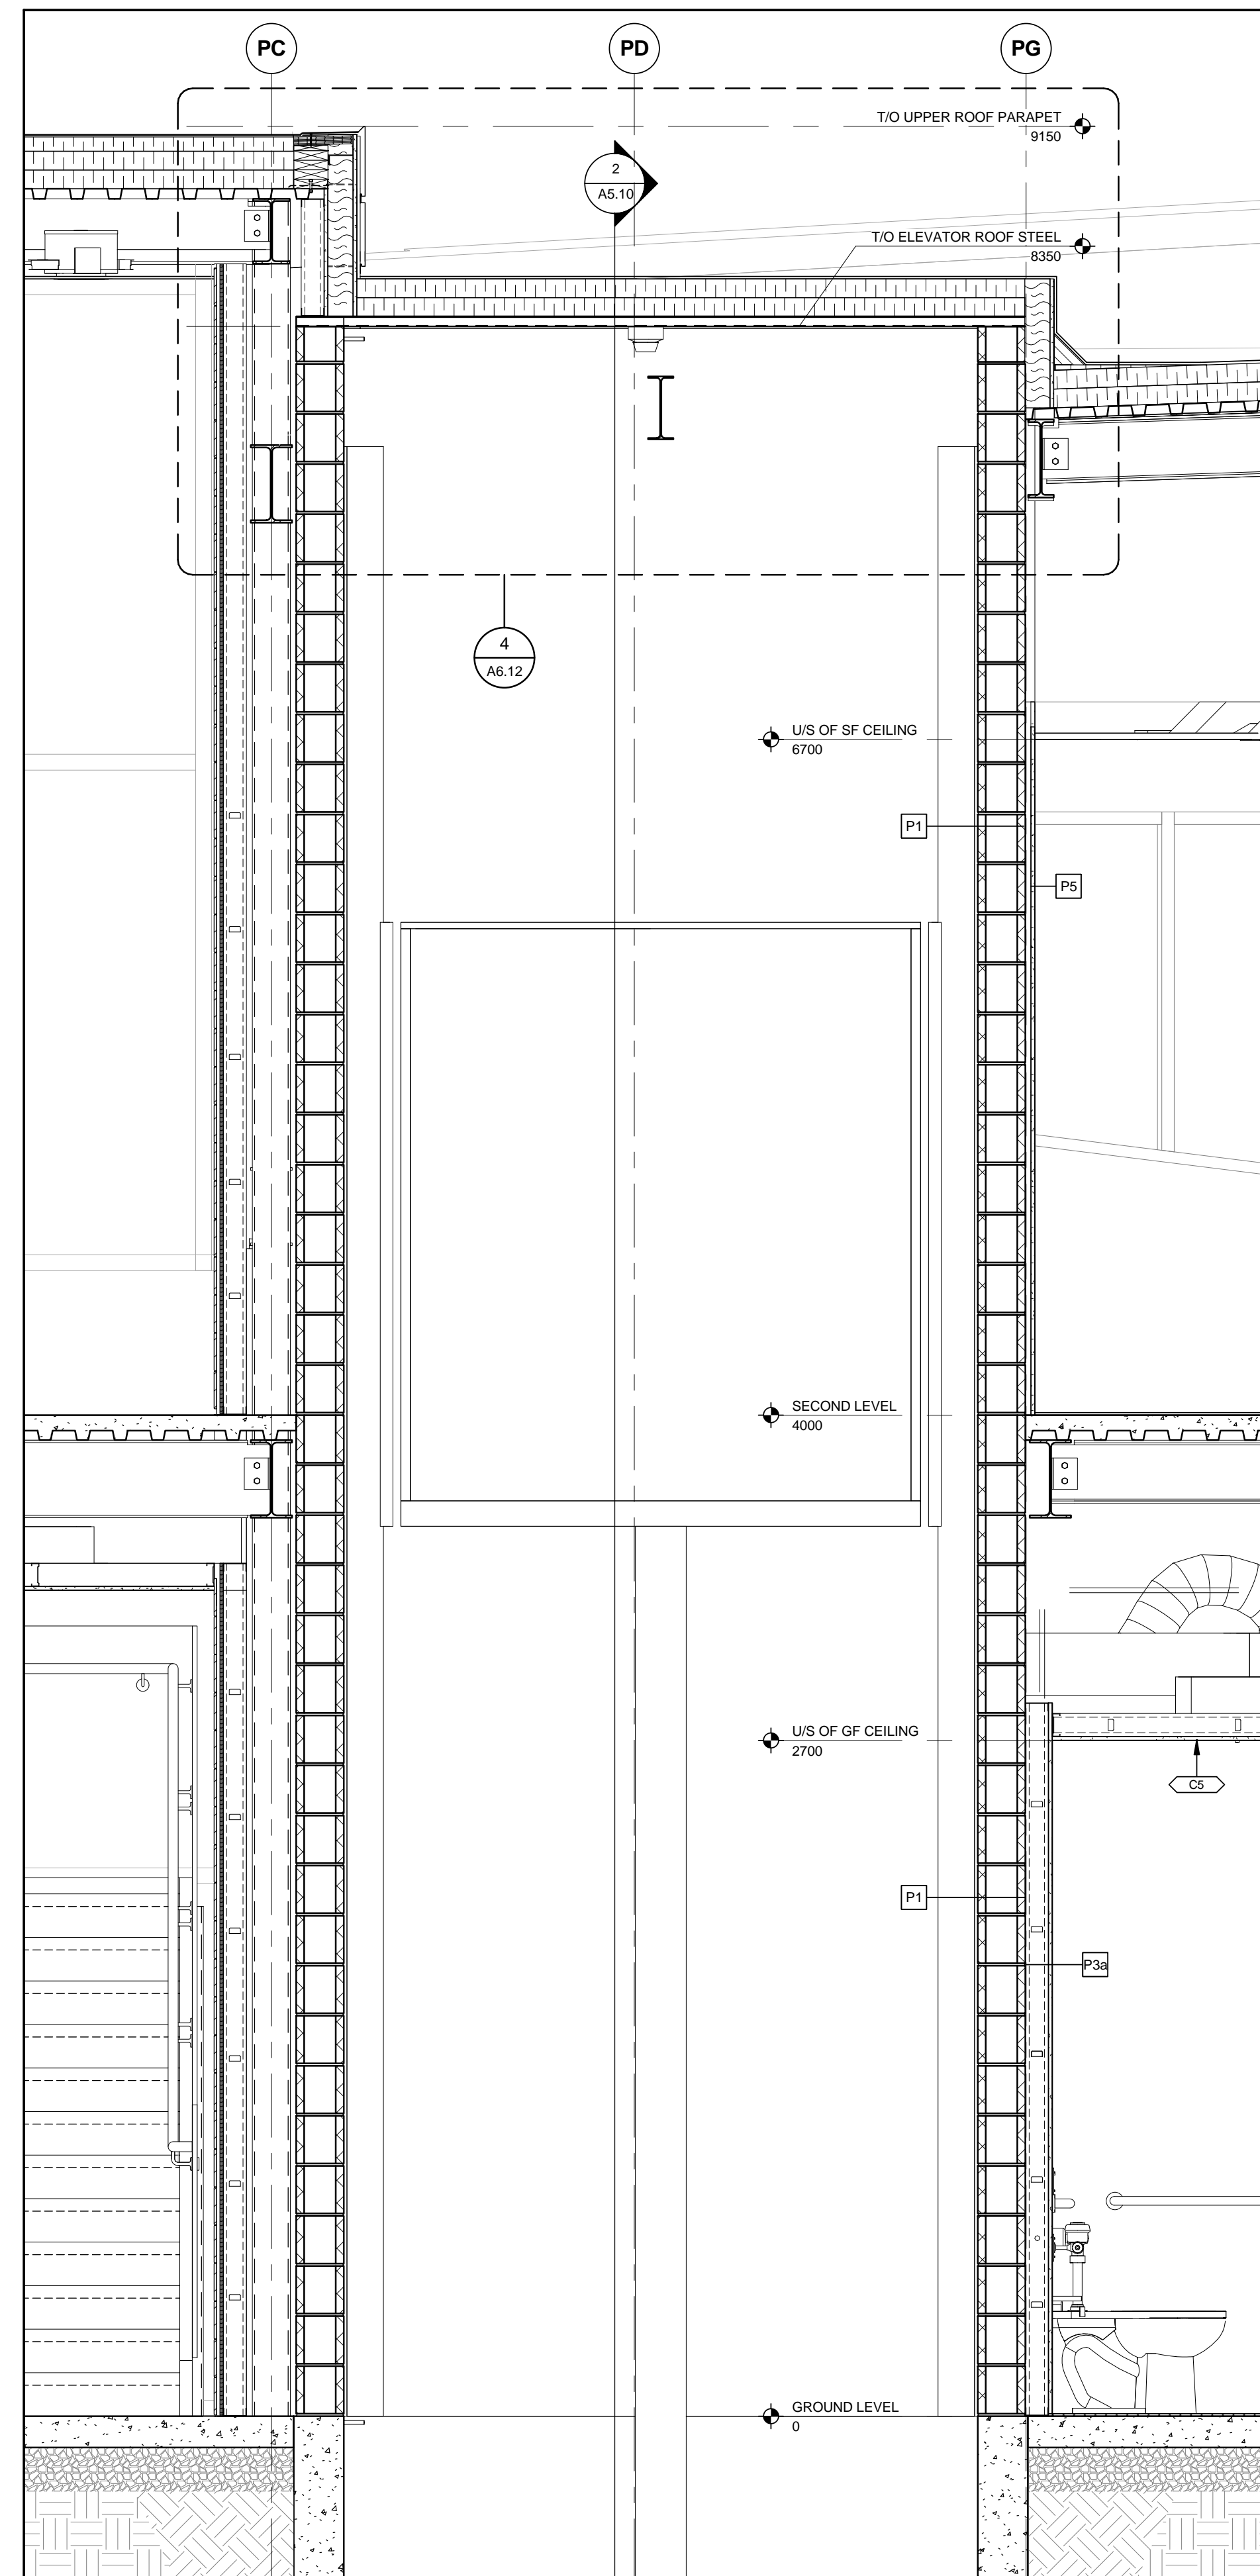 PC
PD
PG
T/O UPPER ROOF PARAPET
9150
2
A5.10
T/O ELEVATOR ROOF STEEL
8350
4
A6.12
U/S OF SF CEILING
6700
P1
P5
SECOND LEVEL
4000
U/S OF GF CEILING
2700
C5
P1
P3a
GROUND LEVEL
0